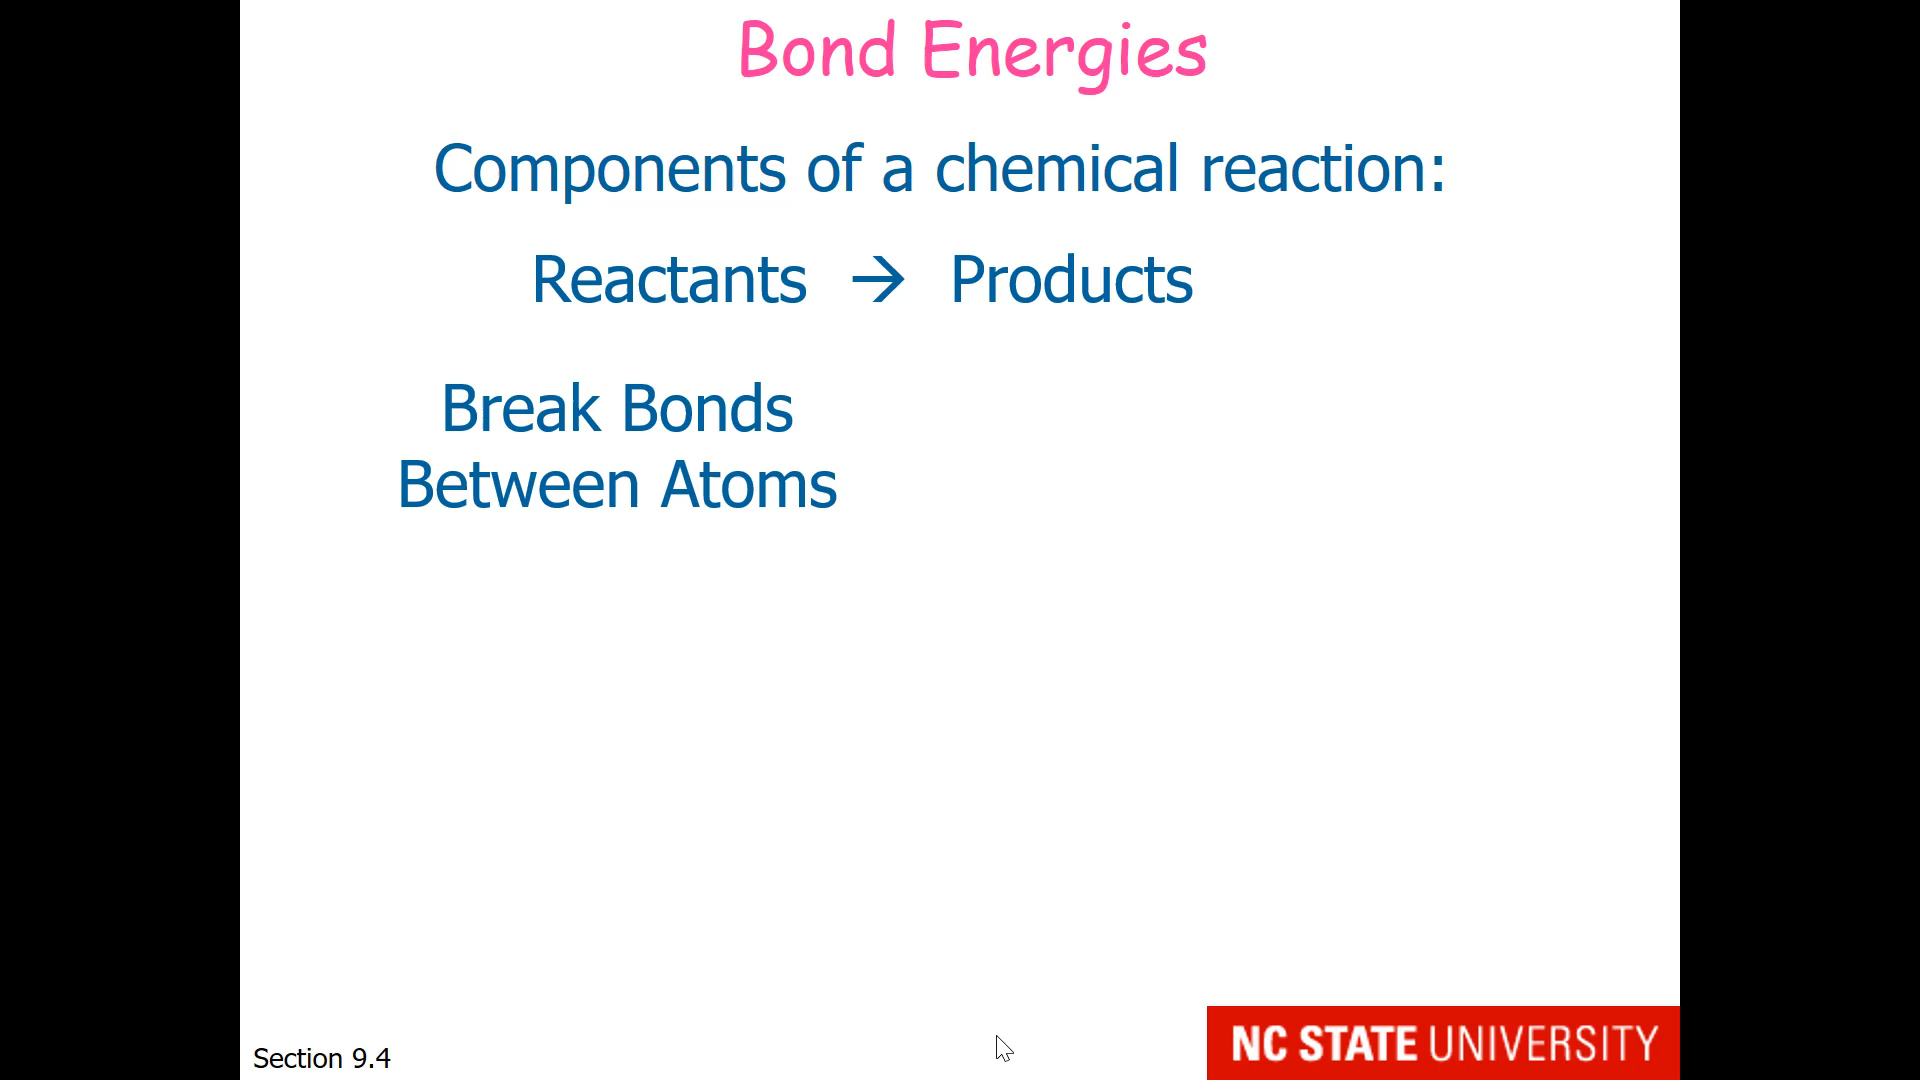 Bond Energies
Components of a chemical reaction:
Reactants → Products
Break Bonds
Between Atoms
Section 9.4
NC STATE UNIVERSITY